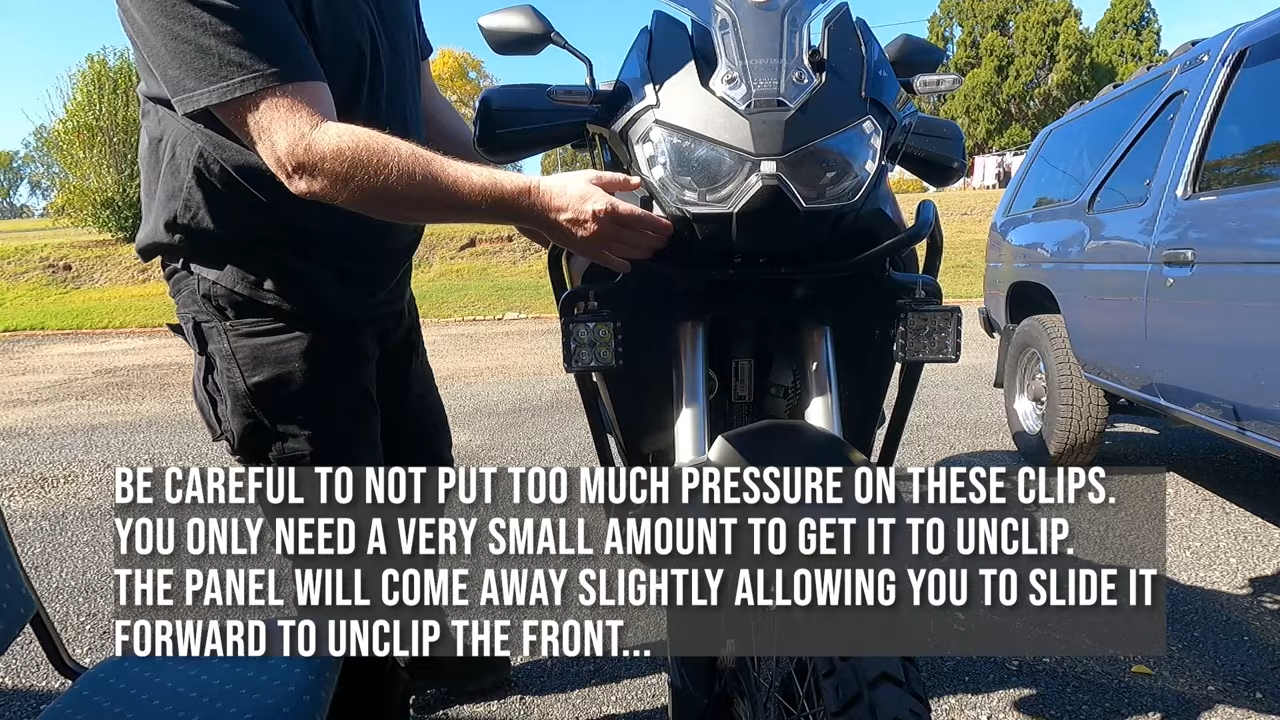 HONDA
BE CAREFUL TO NOT PUT TOO MUCH PRESSURE ON THESE CLIPS.
YOU ONLY NEED A VERY SMALL AMOUNT TO GET IT TO UNCLIP.
THE PANEL WILL COME AWAY SLIGHTLY ALLOWING YOU TO SLIDE IT
FORWARD TO UNCLIP THE FRONT...